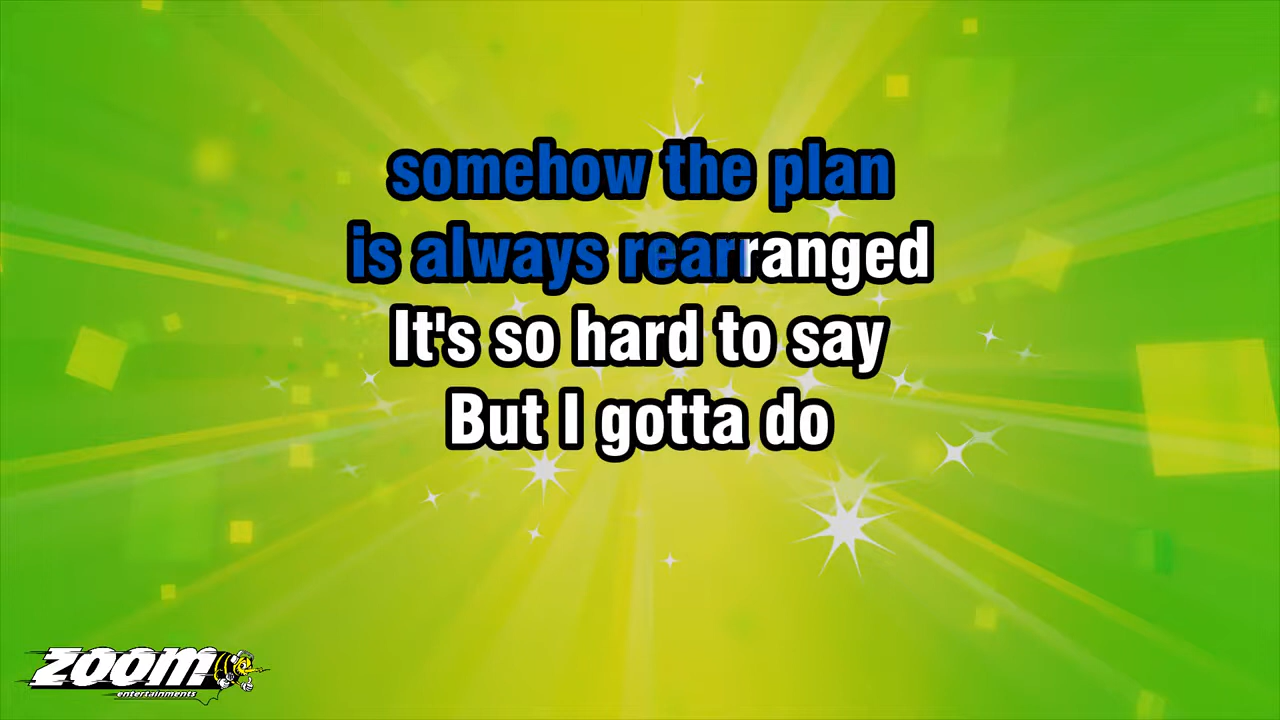 somehow the plan
is always rearranged
It's so hard to say
But I gotta do
ZOOM
entertainments